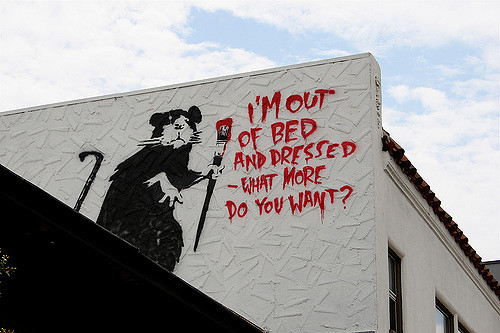 I'M OUT
OF BED
AND DRESSED
- WHAT MORE
DO YOU WANT?